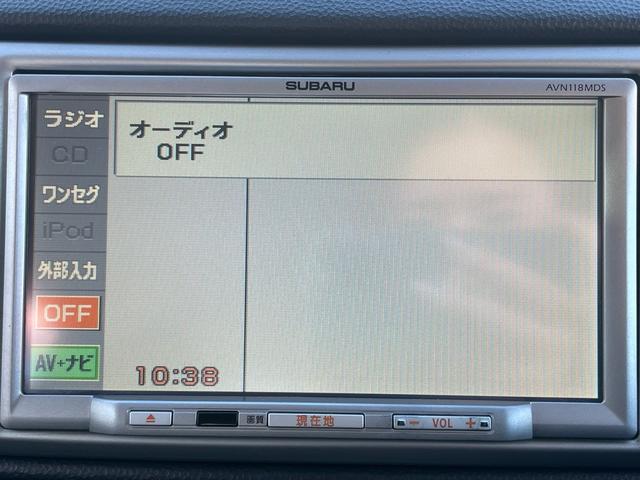 SUBARU
AVN118MDS
ラジオ
CD
ワンセグ
iPod
外部入力
OFF
AV+ナビ
オーディオ
OFF
10:38
画質
現在地
− VOL +